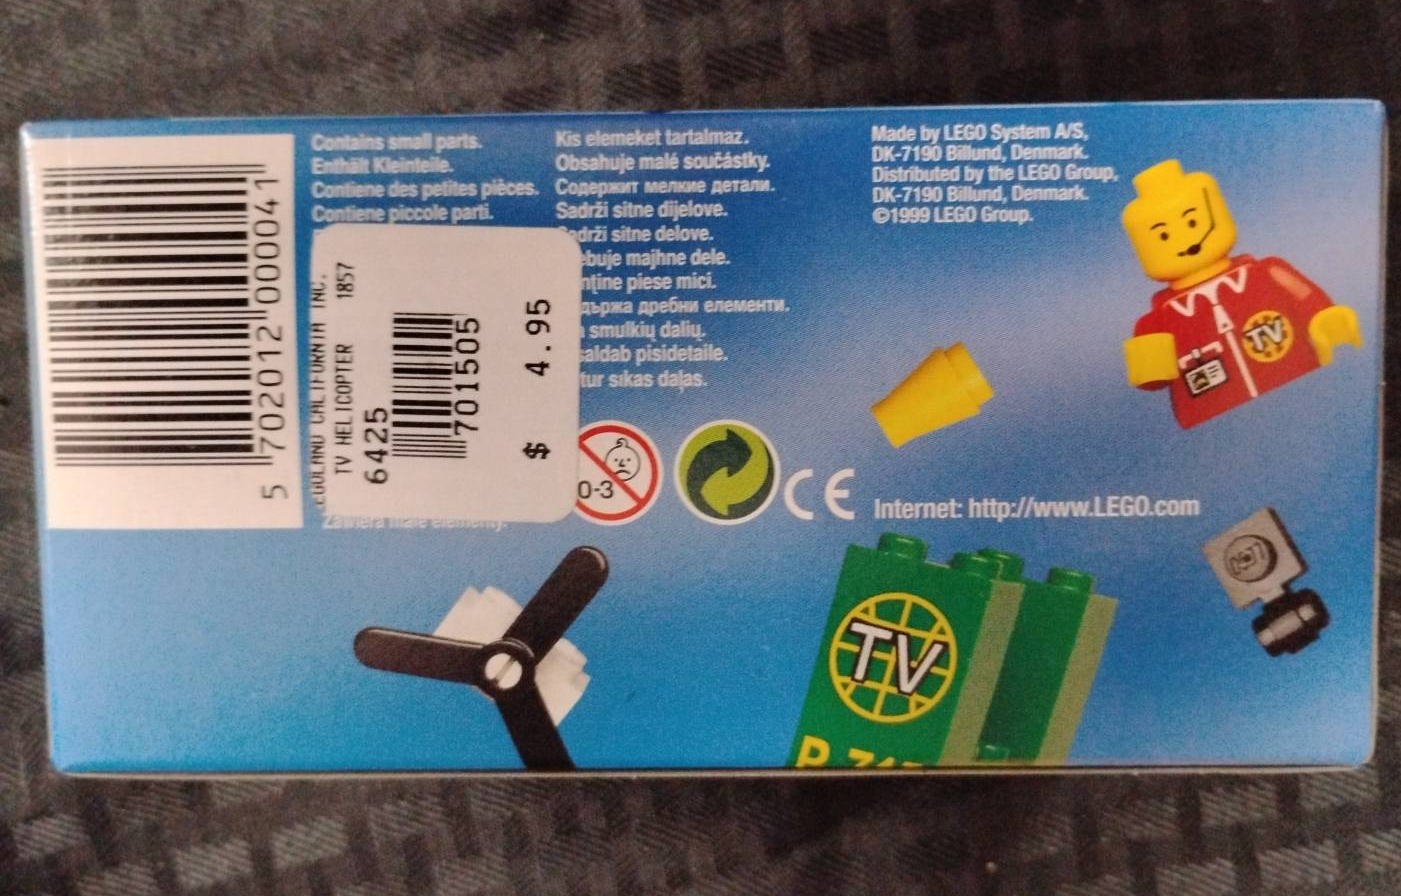 5 702012 000041
Contains small parts.
Enthält Kleinteile.
Contiene des petites pièces.
Contiene piccole parti.
Kis elemeket tartalmaz.
Obsahuje malé součástky.
Содержит мелкие детали.
Sadrži sitne dijelove.
sitne delove.
majhne dele.
piese mici.
дребни елементи.
smulkių dalių.
pisidetaile.
sīkas daļas.
LEGOLAND CALIFORNIA INC.
TV HELICOPTER 1857
6425
701505
$ 4.95
małe elementy.
0-3
CE
Made by LEGO System A/S,
DK-7190 Billund, Denmark.
Distributed by the LEGO Group,
DK-7190 Billund, Denmark.
©1999 LEGO Group.
TV
Internet: http://www.LEGO.com
TV